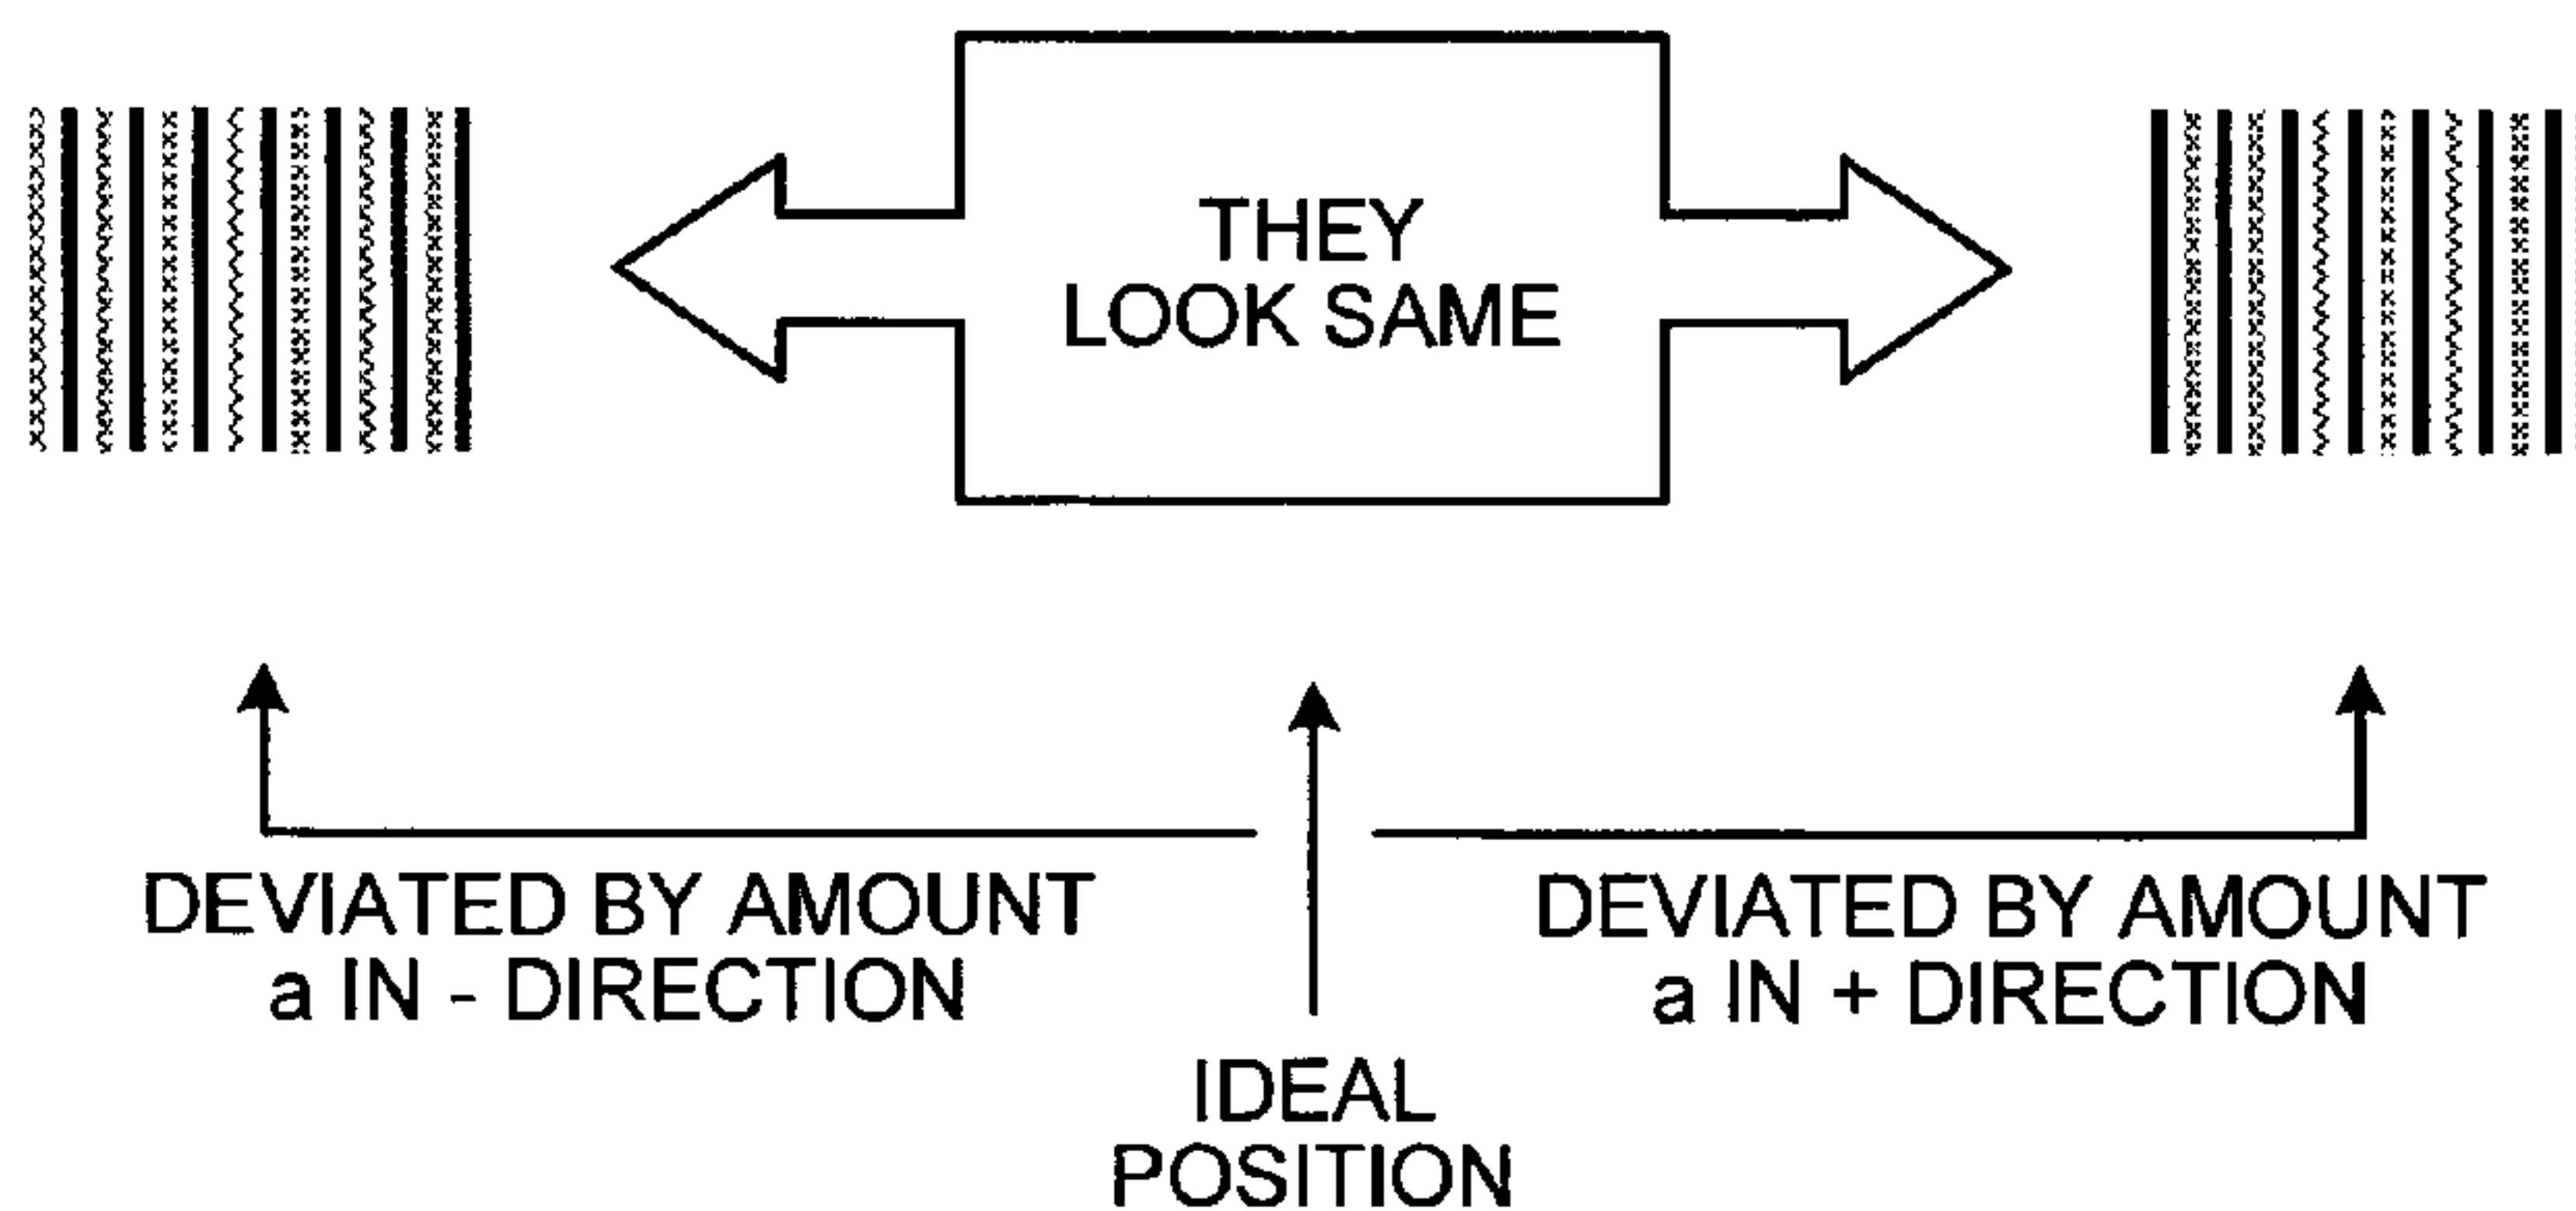 THEY
LOOK SAME
DEVIATED BY AMOUNT
a IN - DIRECTION
DEVIATED BY AMOUNT
a IN + DIRECTION
IDEAL
POSITION